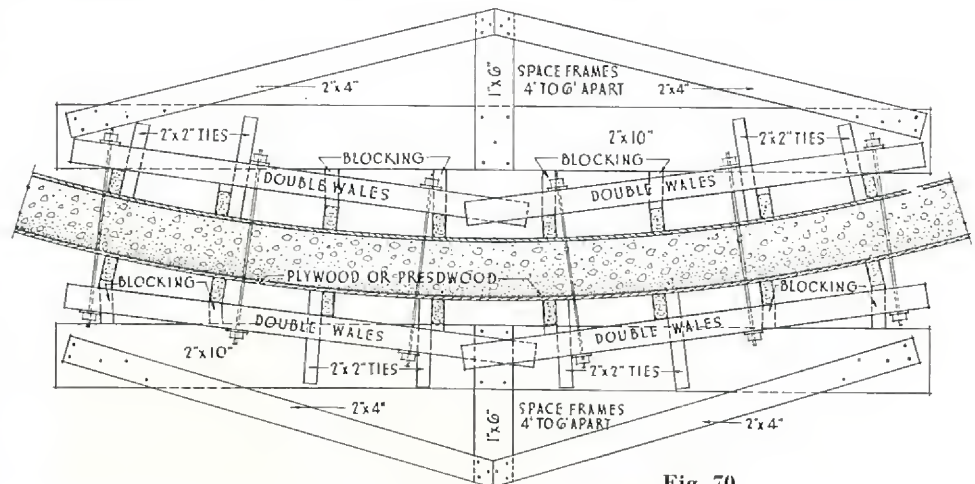 1"x6"
SPACE FRAMES
4' TO 6' APART
2"x4"
2"x4"
2"x2" TIES
2"x10"
2"x2" TIES
BLOCKING
BLOCKING
DOUBLE WALES
DOUBLE WALES
PLYWOOD OR PRESDWOOD
BLOCKING
BLOCKING
DOUBLE WALES
DOUBLE WALES
2"x10"
2"x2" TIES
2"x2" TIES
2"x4"
1"x6"
SPACE FRAMES
4' TO 6' APART
2"x4"
Fig. 70